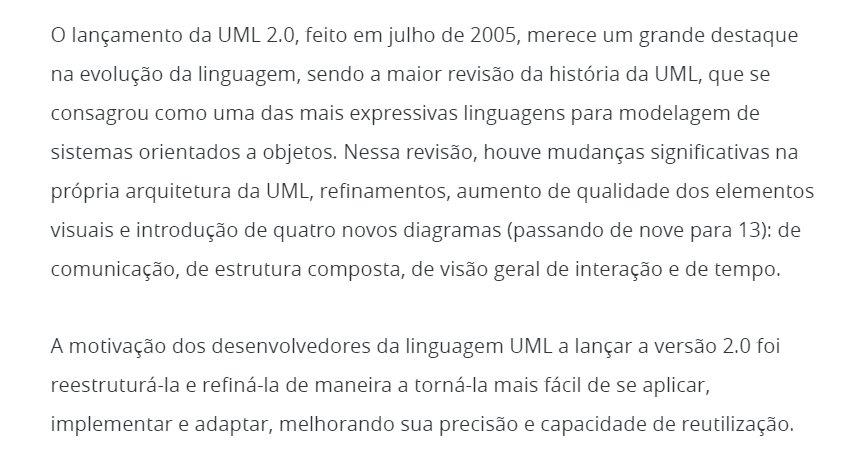 O lançamento da UML 2.0, feito em julho de 2005, merece um grande destaque
na evolução da linguagem, sendo a maior revisão da história da UML, que se
consagrou como uma das mais expressivas linguagens para modelagem de
sistemas orientados a objetos. Nessa revisão, houve mudanças significativas na
própria arquitetura da UML, refinamentos, aumento de qualidade dos elementos
visuais e introdução de quatro novos diagramas (passando de nove para 13): de
comunicação, de estrutura composta, de visão geral de interação e de tempo.
A motivação dos desenvolvedores da linguagem UML a lançar a versão 2.0 foi
reestruturá-la e refiná-la de maneira a torná-la mais fácil de se aplicar,
implementar e adaptar, melhorando sua precisão e capacidade de reutilização.